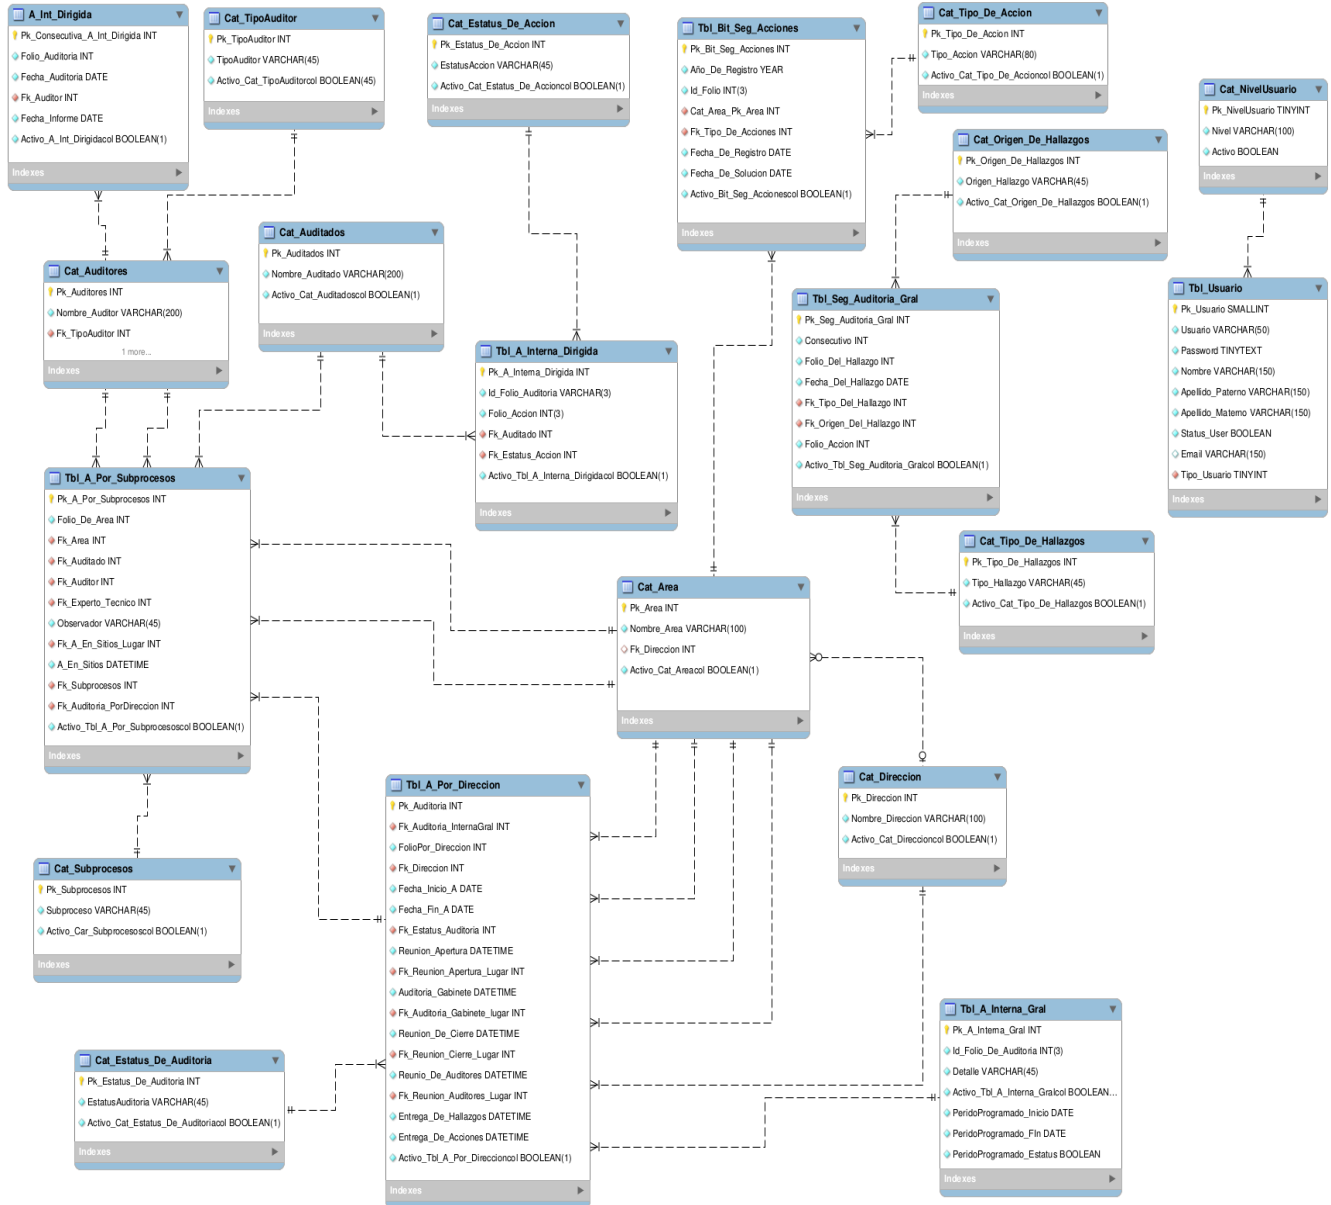 A_Int_Dirigida
Pk_Consecutiva_A_Int_Dirigida INT
Folio_Auditoria INT
Fecha_Auditoria DATE
Fk_Auditor INT
Fecha_Informe DATE
Activo_A_Int_Dirigidacol BOOLEAN(1)
Indexes
Cat_TipoAuditor
Pk_TipoAuditor INT
TipoAuditor VARCHAR(45)
Activo_Cat_TipoAuditorcol BOOLEAN(45)
Indexes
Cat_Estatus_De_Accion
Pk_Estatus_De_Accion INT
EstatusAccion VARCHAR(45)
Activo_Cat_Estatus_De_Accioncol BOOLEAN(1)
Indexes
Tbl_Bit_Seg_Acciones
Pk_Bit_Seg_Acciones INT
Año_De_Registro YEAR
Id_Folio INT(3)
Cat_Area_Pk_Area INT
Fk_Tipo_De_Acciones INT
Fecha_De_Registro DATE
Fecha_De_Solucion DATE
Activo_Bit_Seg_Accionescol BOOLEAN(1)
Indexes
Cat_Tipo_De_Accion
Pk_Tipo_De_Accion INT
Tipo_Accion VARCHAR(80)
Activo_Cat_Tipo_De_Accioncol BOOLEAN(1)
Indexes
Cat_NivelUsuario
Pk_NivelUsuario TINYINT
Nivel VARCHAR(100)
Activo BOOLEAN
Indexes
Cat_Origen_De_Hallazgos
Pk_Origen_De_Hallazgos INT
Origen_Hallazgo VARCHAR(45)
Activo_Cat_Origen_De_Hallazgos BOOLEAN(1)
Indexes
Cat_Auditores
Pk_Auditores INT
Nombre_Auditor VARCHAR(200)
Fk_TipoAuditor INT
1 more...
Indexes
Cat_Auditados
Pk_Auditados INT
Nombre_Auditado VARCHAR(200)
Activo_Cat_Auditadoscol BOOLEAN(1)
Indexes
Tbl_A_Interna_Dirigida
Pk_A_Interna_Dirigida INT
Id_Folio_Auditoria VARCHAR(3)
Folio_Accion INT(3)
Fk_Auditado INT
Fk_Estatus_Accion INT
Activo_Tbl_A_Interna_Dirigidacol BOOLEAN(1)
Indexes
Tbl_Seg_Auditoria_Gral
Pk_Seg_Auditoria_Gral INT
Consecutivo INT
Folio_Del_Hallazgo INT
Fecha_Del_Hallazgo DATE
Fk_Tipo_Del_Hallazgo INT
Fk_Origen_Del_Hallazgo INT
Folio_Accion INT
Activo_Tbl_Seg_Auditoria_Gralcol BOOLEAN(1)
Indexes
Tbl_Usuario
Pk_Usuario SMALLINT
Usuario VARCHAR(50)
Password TINYTEXT
Nombre VARCHAR(150)
Apellido_Paterno VARCHAR(150)
Apellido_Materno VARCHAR(150)
Status_User BOOLEAN
Email VARCHAR(150)
Tipo_Usuario TINYINT
Indexes
Tbl_A_Por_Subprocesos
Pk_A_Por_Subprocesos INT
Folio_De_Area INT
Fk_Area INT
Fk_Auditado INT
Fk_Auditor INT
Fk_Experto_Tecnico INT
Observador VARCHAR(45)
Fk_A_En_Sitios_Lugar INT
A_En_Sitios DATETIME
Fk_Subprocesos INT
Fk_Auditoria_PorDireccion INT
Activo_Tbl_A_Por_Subprocesoscol BOOLEAN(1)
Indexes
Cat_Tipo_De_Hallazgos
Pk_Tipo_De_Hallazgos INT
Tipo_Hallazgo VARCHAR(45)
Activo_Cat_Tipo_De_Hallazgos BOOLEAN(1)
Indexes
Cat_Area
Pk_Area INT
Nombre_Area VARCHAR(100)
Fk_Direccion INT
Activo_Cat_Areacol BOOLEAN(1)
Indexes
Cat_Direccion
Pk_Direccion INT
Nombre_Direccion VARCHAR(100)
Activo_Cat_Direccioncol BOOLEAN(1)
Indexes
Tbl_A_Por_Direccion
Pk_Auditoria INT
Fk_Auditoria_InternaGral INT
FolioPor_Direccion INT
Fk_Direccion INT
Fecha_Inicio_A DATE
Fecha_Fin_A DATE
Fk_Estatus_Auditoria INT
Reunion_Apertura DATETIME
Fk_Reunion_Apertura_Lugar INT
Auditoria_Gabinete DATETIME
Fk_Auditoria_Gabinete_lugar INT
Reunion_De_Cierre DATETIME
Fk_Reunion_Cierre_Lugar INT
Reunio_De_Auditores DATETIME
Fk_Reunion_Auditores_Lugar INT
Entrega_De_Hallazgos DATETIME
Entrega_De_Acciones DATETIME
Activo_Tbl_A_Por_Direccioncol BOOLEAN(1)
Indexes
Cat_Subprocesos
Pk_Subprocesos INT
Subproceso VARCHAR(45)
Activo_Car_Subprocesoscol BOOLEAN(1)
Indexes
Cat_Estatus_De_Auditoria
Pk_Estatus_De_Auditoria INT
EstatusAuditoria VARCHAR(45)
Activo_Cat_Estatus_De_Auditoriacol BOOLEAN(1)
Indexes
Tbl_A_Interna_Gral
Pk_A_Interna_Gral INT
Id_Folio_De_Auditoria INT(3)
Detalle VARCHAR(45)
Activo_Tbl_A_Interna_Gralcol BOOLEAN...
PeridoProgramado_Inicio DATE
PeridoProgramado_FIn DATE
PeridoProgramado_Estatus BOOLEAN
Indexes